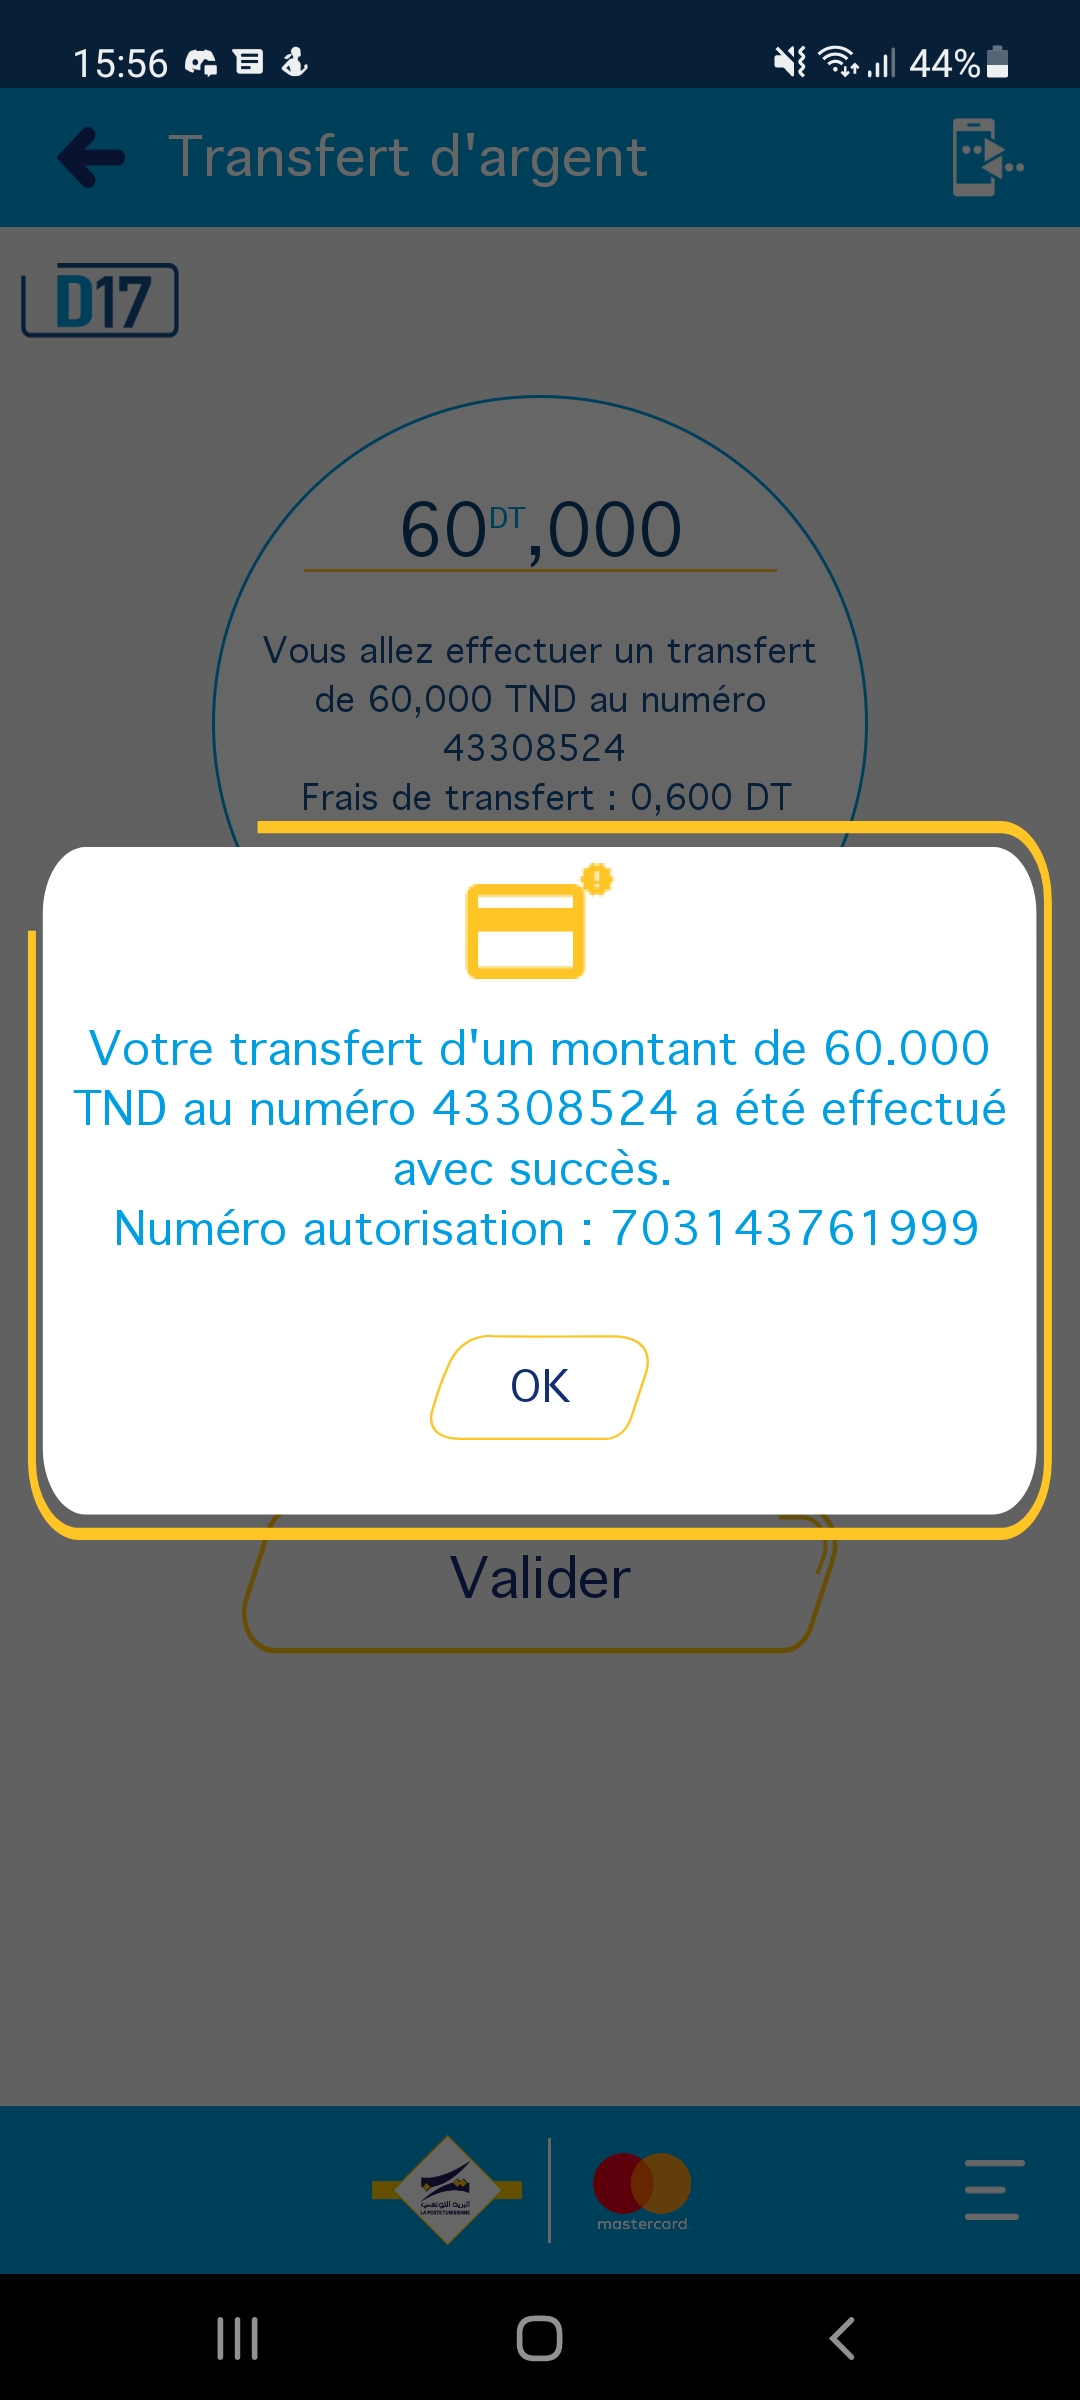 15:56
44%
Transfert d'argent
D17
60DT,000
Vous allez effectuer un transfert
de 60,000 TND au numéro
43308524
Frais de transfert : 0,600 DT
Votre transfert d'un montant de 60.000
TND au numéro 43308524 a été effectué
avec succès.
Numéro autorisation : 703143761999
OK
Valider
البريد التونسي
LA POSTE TUNISIENNE
mastercard.